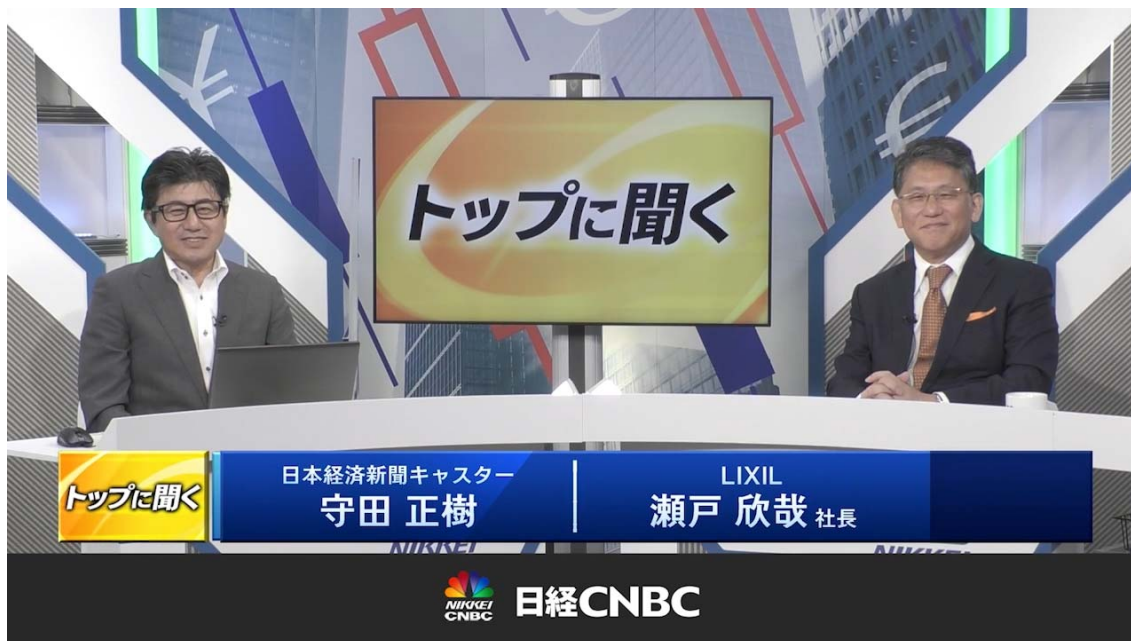 トップに聞く
トップに聞く
日本経済新聞キャスター
守田 正樹
LIXIL
瀬戸 欣哉 社長
NIKKEI
NIKKEI
NIKKEI
CNBC
日経CNBC